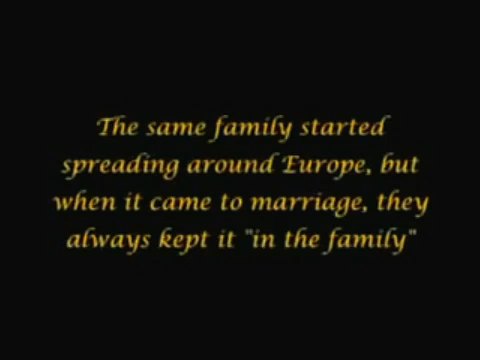 The same family started
spreading around Europe, but
when it came to marriage, they
always kept it "in the family"